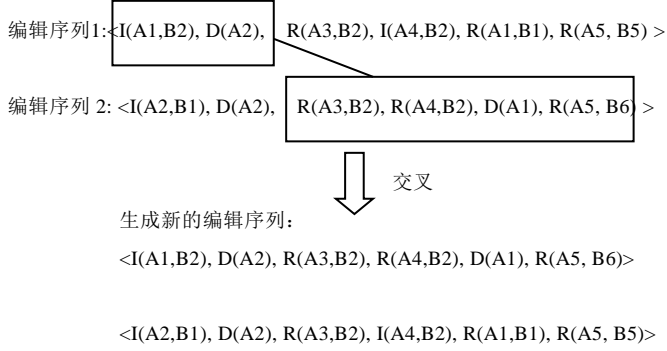 编辑序列1:<I(A1,B2), D(A2), R(A3,B2), I(A4,B2), R(A1,B1), R(A5, B5) >
编辑序列 2: <I(A2,B1), D(A2), R(A3,B2), R(A4,B2), D(A1), R(A5, B6) >
交叉
生成新的编辑序列：
<I(A1,B2), D(A2), R(A3,B2), R(A4,B2), D(A1), R(A5, B6)>
<I(A2,B1), D(A2), R(A3,B2), I(A4,B2), R(A1,B1), R(A5, B5)>